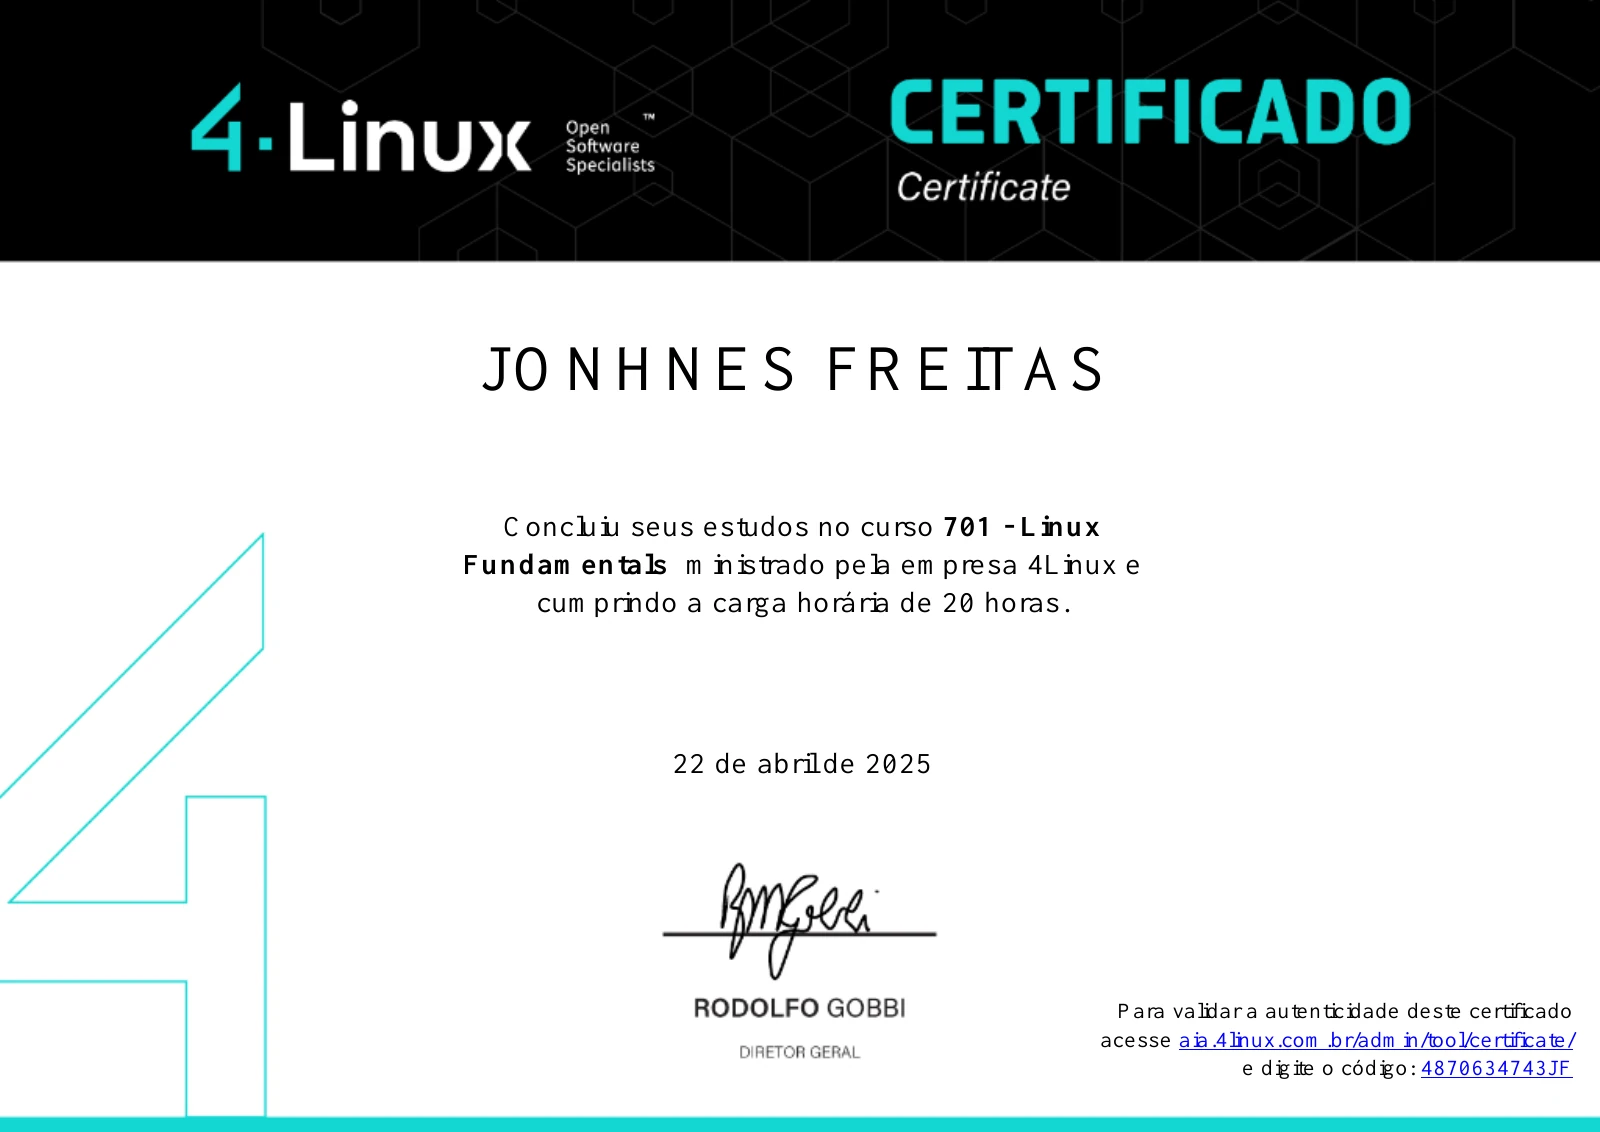 4.Linux
Open
Software
Specialists
™
CERTIFICADO
Certificate
JONHNES FREITAS
Concluiu seus estudos no curso 701 - Linux
Fundamentals ministrado pela empresa 4Linux e
cumprindo a carga horária de 20 horas.
22 de abril de 2025
RODOLFO GOBBI
DIRETOR GERAL
Para validar a autenticidade deste certificado
acesse aia.4linux.com.br/admin/tool/certificate/
e digite o código: 4870634743JF